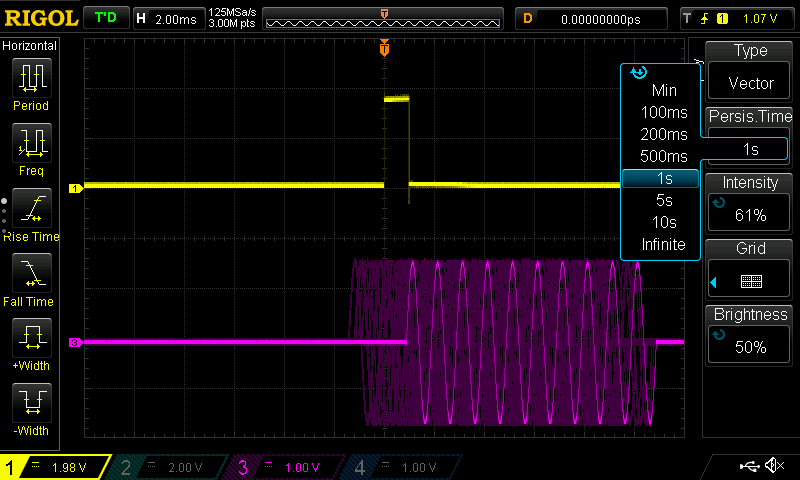 RIGOL T'D H 2.00ms 125MSa/s D 0.00000000ps T 1 1.07 V
3.00M pts
T
Horizontal
Period
Freq
Rise Time
Fall Time
+Width
-Width
T
1
3
Min
100ms
200ms
500ms
1s
5s
10s
Infinite
Type
Vector
Persis.Time
1s
Intensity
61%
Grid
Brightness
50%
1 1.98 V 2 2.00 V 3 1.00 V 4 1.00 V